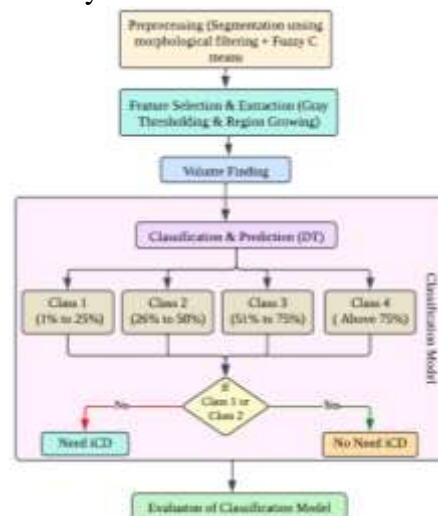 Preprocessing (Segmentation unsing
morphological filtering + Fuzzy C
means
Feature Selection & Extraction (Gray
Thresholding & Region Growing)
Volume Finding
Classification & Prediction (DT)
Class 1
(1% to 25%)
Class 2
(26% to 50%)
Class 3
(51% to 75%)
Class 4
( Above 75%)
Classification Model
If
Class 1 or
Class 2
No
Yes
Need iCD
No Need iCD
Evaluaton of Classification Model